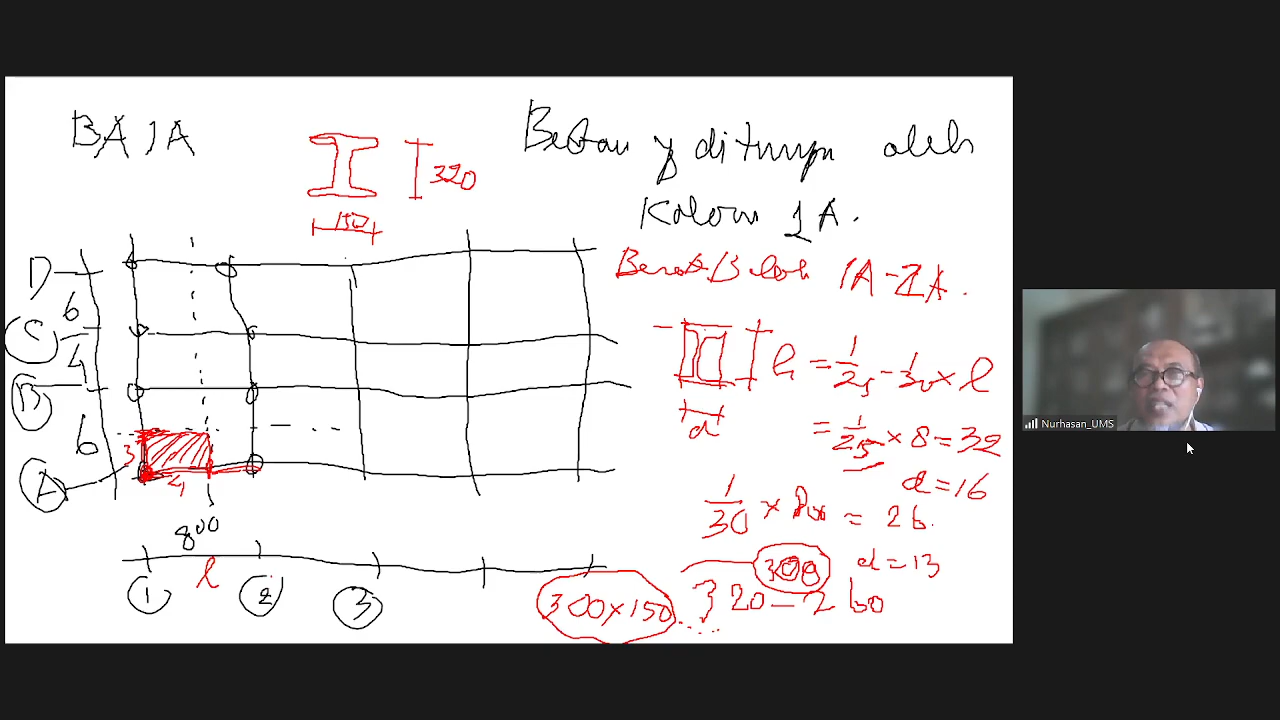 BAJA
320
150
Beban y ditumpu oleh
Kolom 1A.
Berat Balok 1A-2A.
D
6
C
4
B
6
A
3
4
800
l
1
2
3
h = 1/25 - 1/30 x l
d
= 1/25 x 8 = 32
d = 16
1/30 x 800 = 26.
d = 13
300
320 - 260
300 x 150
Nurhasan_UMS